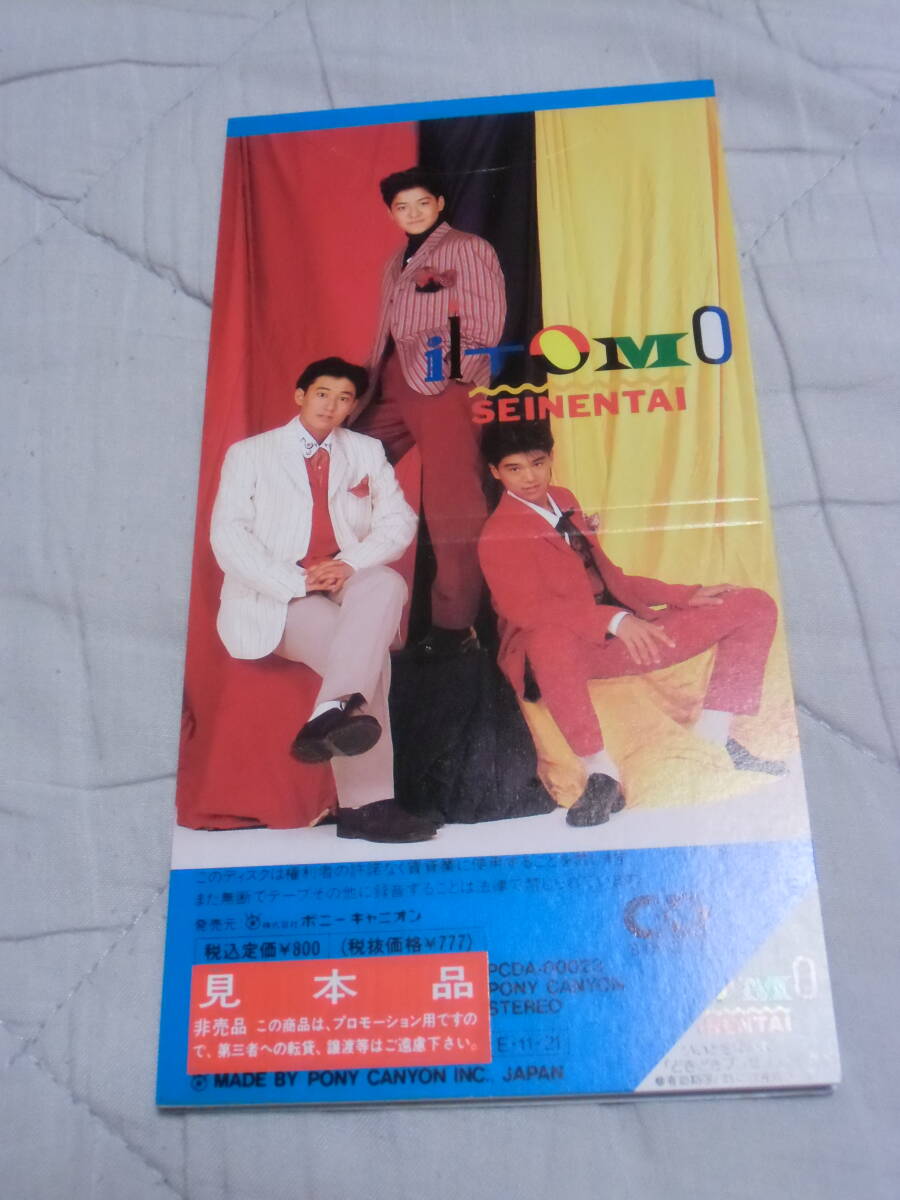 iITOMO
SEINENTAI
このディスクは権利者の許諾なく賃貸業に使用することを禁じます。
また無断でテープその他に録音することは法律で禁じられています。
発売元 株式会社 ポニーキャニオン
税込定価¥800 (税抜価格¥777)
PCDA-00022
PONY CANYON
STEREO
見本品
非売品 この商品は、プロモーション用ですの
で、第三者への転貸、譲渡等はご遠慮下さい。
E・11・21
MADE BY PONY CANYON INC., JAPAN
OMO
INENTAI